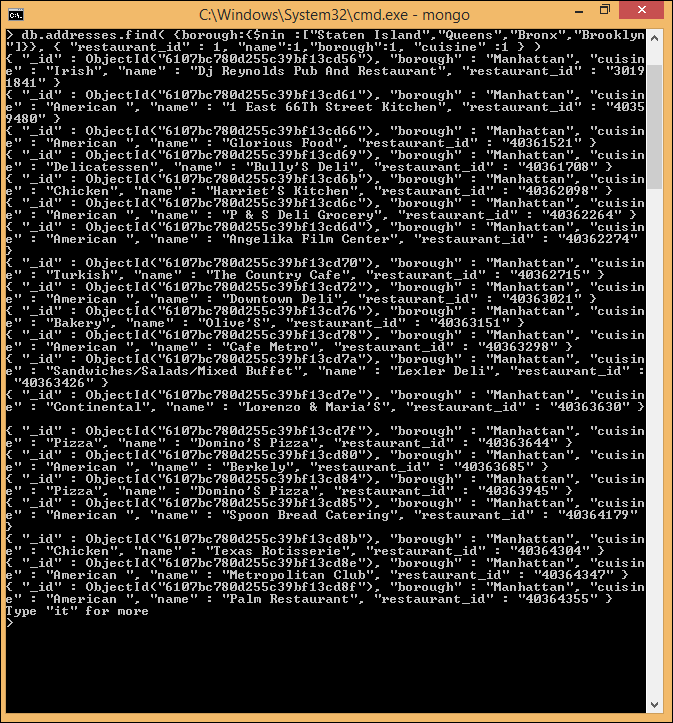 C:\Windows\System32\cmd.exe - mongo
> db.addresses.find( {borough:{$nin :["Staten Island","Queens","Bronx","Brooklyn
"]}}, { "restaurant_id" : 1, "name":1,"borough":1, "cuisine" :1 } )
{ "_id" : ObjectId("6107bc780d255c39bf13cd56"), "borough" : "Manhattan", "cuisin
e" : "Irish", "name" : "Dj Reynolds Pub And Restaurant", "restaurant_id" : "3019
1841" }
{ "_id" : ObjectId("6107bc780d255c39bf13cd61"), "borough" : "Manhattan", "cuisin
e" : "American ", "name" : "1 East 66Th Street Kitchen", "restaurant_id" : "4035
9480" }
{ "_id" : ObjectId("6107bc780d255c39bf13cd66"), "borough" : "Manhattan", "cuisin
e" : "American ", "name" : "Glorious Food", "restaurant_id" : "40361521" }
{ "_id" : ObjectId("6107bc780d255c39bf13cd69"), "borough" : "Manhattan", "cuisin
e" : "Delicatessen", "name" : "Bully'S Deli", "restaurant_id" : "40361708" }
{ "_id" : ObjectId("6107bc780d255c39bf13cd6b"), "borough" : "Manhattan", "cuisin
e" : "Chicken", "name" : "Harriet'S Kitchen", "restaurant_id" : "40362098" }
{ "_id" : ObjectId("6107bc780d255c39bf13cd6c"), "borough" : "Manhattan", "cuisin
e" : "American ", "name" : "P & S Deli Grocery", "restaurant_id" : "40362264" }
{ "_id" : ObjectId("6107bc780d255c39bf13cd6d"), "borough" : "Manhattan", "cuisin
e" : "American ", "name" : "Angelika Film Center", "restaurant_id" : "40362274"
}
{ "_id" : ObjectId("6107bc780d255c39bf13cd70"), "borough" : "Manhattan", "cuisin
e" : "Turkish", "name" : "The Country Cafe", "restaurant_id" : "40362715" }
{ "_id" : ObjectId("6107bc780d255c39bf13cd72"), "borough" : "Manhattan", "cuisin
e" : "American ", "name" : "Downtown Deli", "restaurant_id" : "40363021" }
{ "_id" : ObjectId("6107bc780d255c39bf13cd76"), "borough" : "Manhattan", "cuisin
e" : "Bakery", "name" : "Olive'S", "restaurant_id" : "40363151" }
{ "_id" : ObjectId("6107bc780d255c39bf13cd78"), "borough" : "Manhattan", "cuisin
e" : "American ", "name" : "Cafe Metro", "restaurant_id" : "40363298" }
{ "_id" : ObjectId("6107bc780d255c39bf13cd7a"), "borough" : "Manhattan", "cuisin
e" : "Sandwiches/Salads/Mixed Buffet", "name" : "Lexler Deli", "restaurant_id" :
 "40363426" }
{ "_id" : ObjectId("6107bc780d255c39bf13cd7e"), "borough" : "Manhattan", "cuisin
e" : "Continental", "name" : "Lorenzo & Maria'S", "restaurant_id" : "40363630" }
{ "_id" : ObjectId("6107bc780d255c39bf13cd7f"), "borough" : "Manhattan", "cuisin
e" : "Pizza", "name" : "Domino'S Pizza", "restaurant_id" : "40363644" }
{ "_id" : ObjectId("6107bc780d255c39bf13cd80"), "borough" : "Manhattan", "cuisin
e" : "American ", "name" : "Berkely", "restaurant_id" : "40363685" }
{ "_id" : ObjectId("6107bc780d255c39bf13cd84"), "borough" : "Manhattan", "cuisin
e" : "Pizza", "name" : "Domino'S Pizza", "restaurant_id" : "40363945" }
{ "_id" : ObjectId("6107bc780d255c39bf13cd85"), "borough" : "Manhattan", "cuisin
e" : "American ", "name" : "Spoon Bread Catering", "restaurant_id" : "40364179"
}
{ "_id" : ObjectId("6107bc780d255c39bf13cd8b"), "borough" : "Manhattan", "cuisin
e" : "Chicken", "name" : "Texas Rotisserie", "restaurant_id" : "40364304" }
{ "_id" : ObjectId("6107bc780d255c39bf13cd8e"), "borough" : "Manhattan", "cuisin
e" : "American ", "name" : "Metropolitan Club", "restaurant_id" : "40364347" }
{ "_id" : ObjectId("6107bc780d255c39bf13cd8f"), "borough" : "Manhattan", "cuisin
e" : "American ", "name" : "Palm Restaurant", "restaurant_id" : "40364355" }
Type "it" for more
>